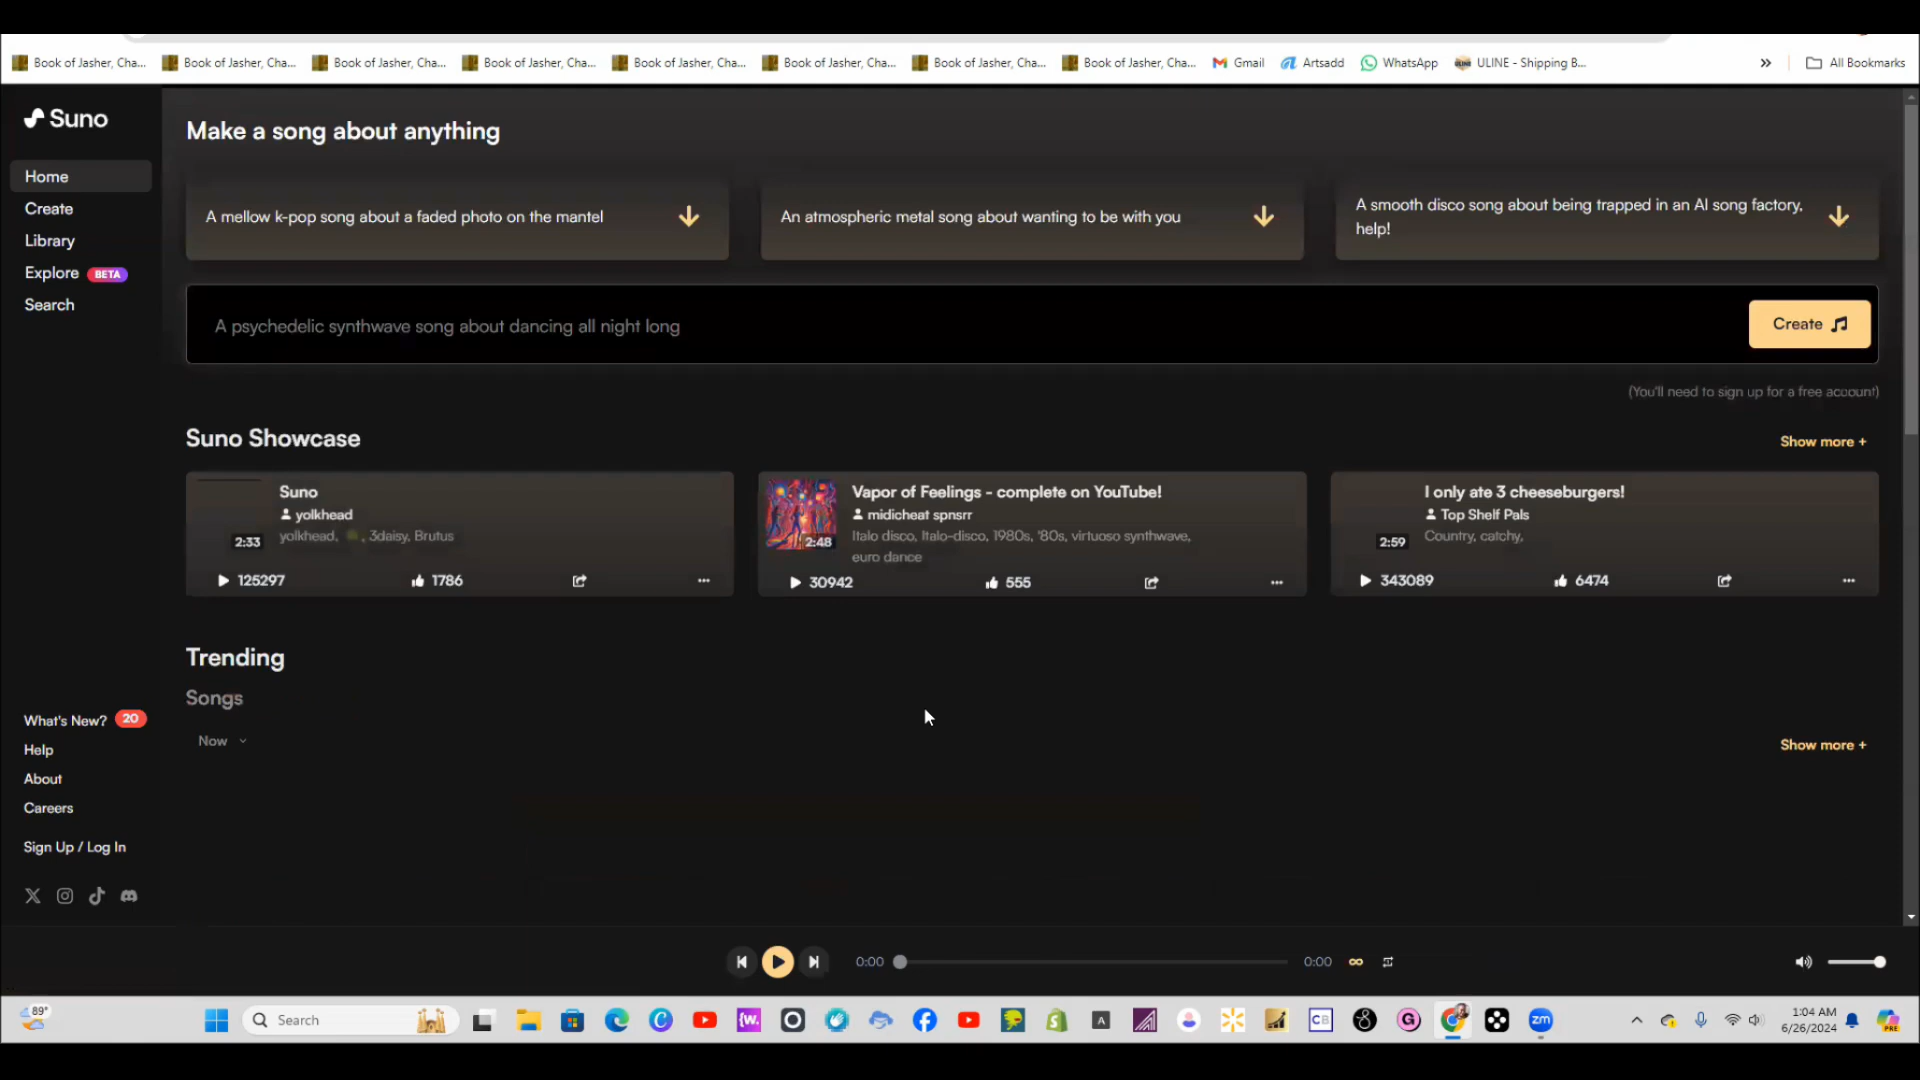 Book of Jasher, Cha... Book of Jasher, Cha... Book of Jasher, Cha... Book of Jasher, Cha... Book of Jasher, Cha... Book of Jasher, Cha... Book of Jasher, Cha... Book of Jasher, Cha... Gmail Artsadd WhatsApp ULINE - Shipping B... » All Bookmarks
Suno
Home
Create
Library
Explore BETA
Search
What's New? 20
Help
About
Careers
Sign Up / Log In
Make a song about anything
A mellow k-pop song about a faded photo on the mantel
An atmospheric metal song about wanting to be with you
A smooth disco song about being trapped in an AI song factory,
help!
A psychedelic synthwave song about dancing all night long
Create
(You'll need to sign up for a free account)
Suno Showcase
Show more +
Suno
yolkhead
yolkhead, , 3daisy, Brutus
2:33
125297 1786 ...
Vapor of Feelings - complete on YouTube!
midicheat spnsrr
Italo disco, Italo-disco, 1980s, '80s, virtuoso synthwave,
euro dance
2:48
30942 555 ...
I only ate 3 cheeseburgers!
Top Shelf Pals
Country, catchy,
2:59
343089 6474 ...
Trending
Songs
Now
Show more +
0:00 0:00
89°
Search
{w.
A
CB
G
zm
1:04 AM
6/26/2024
PRE